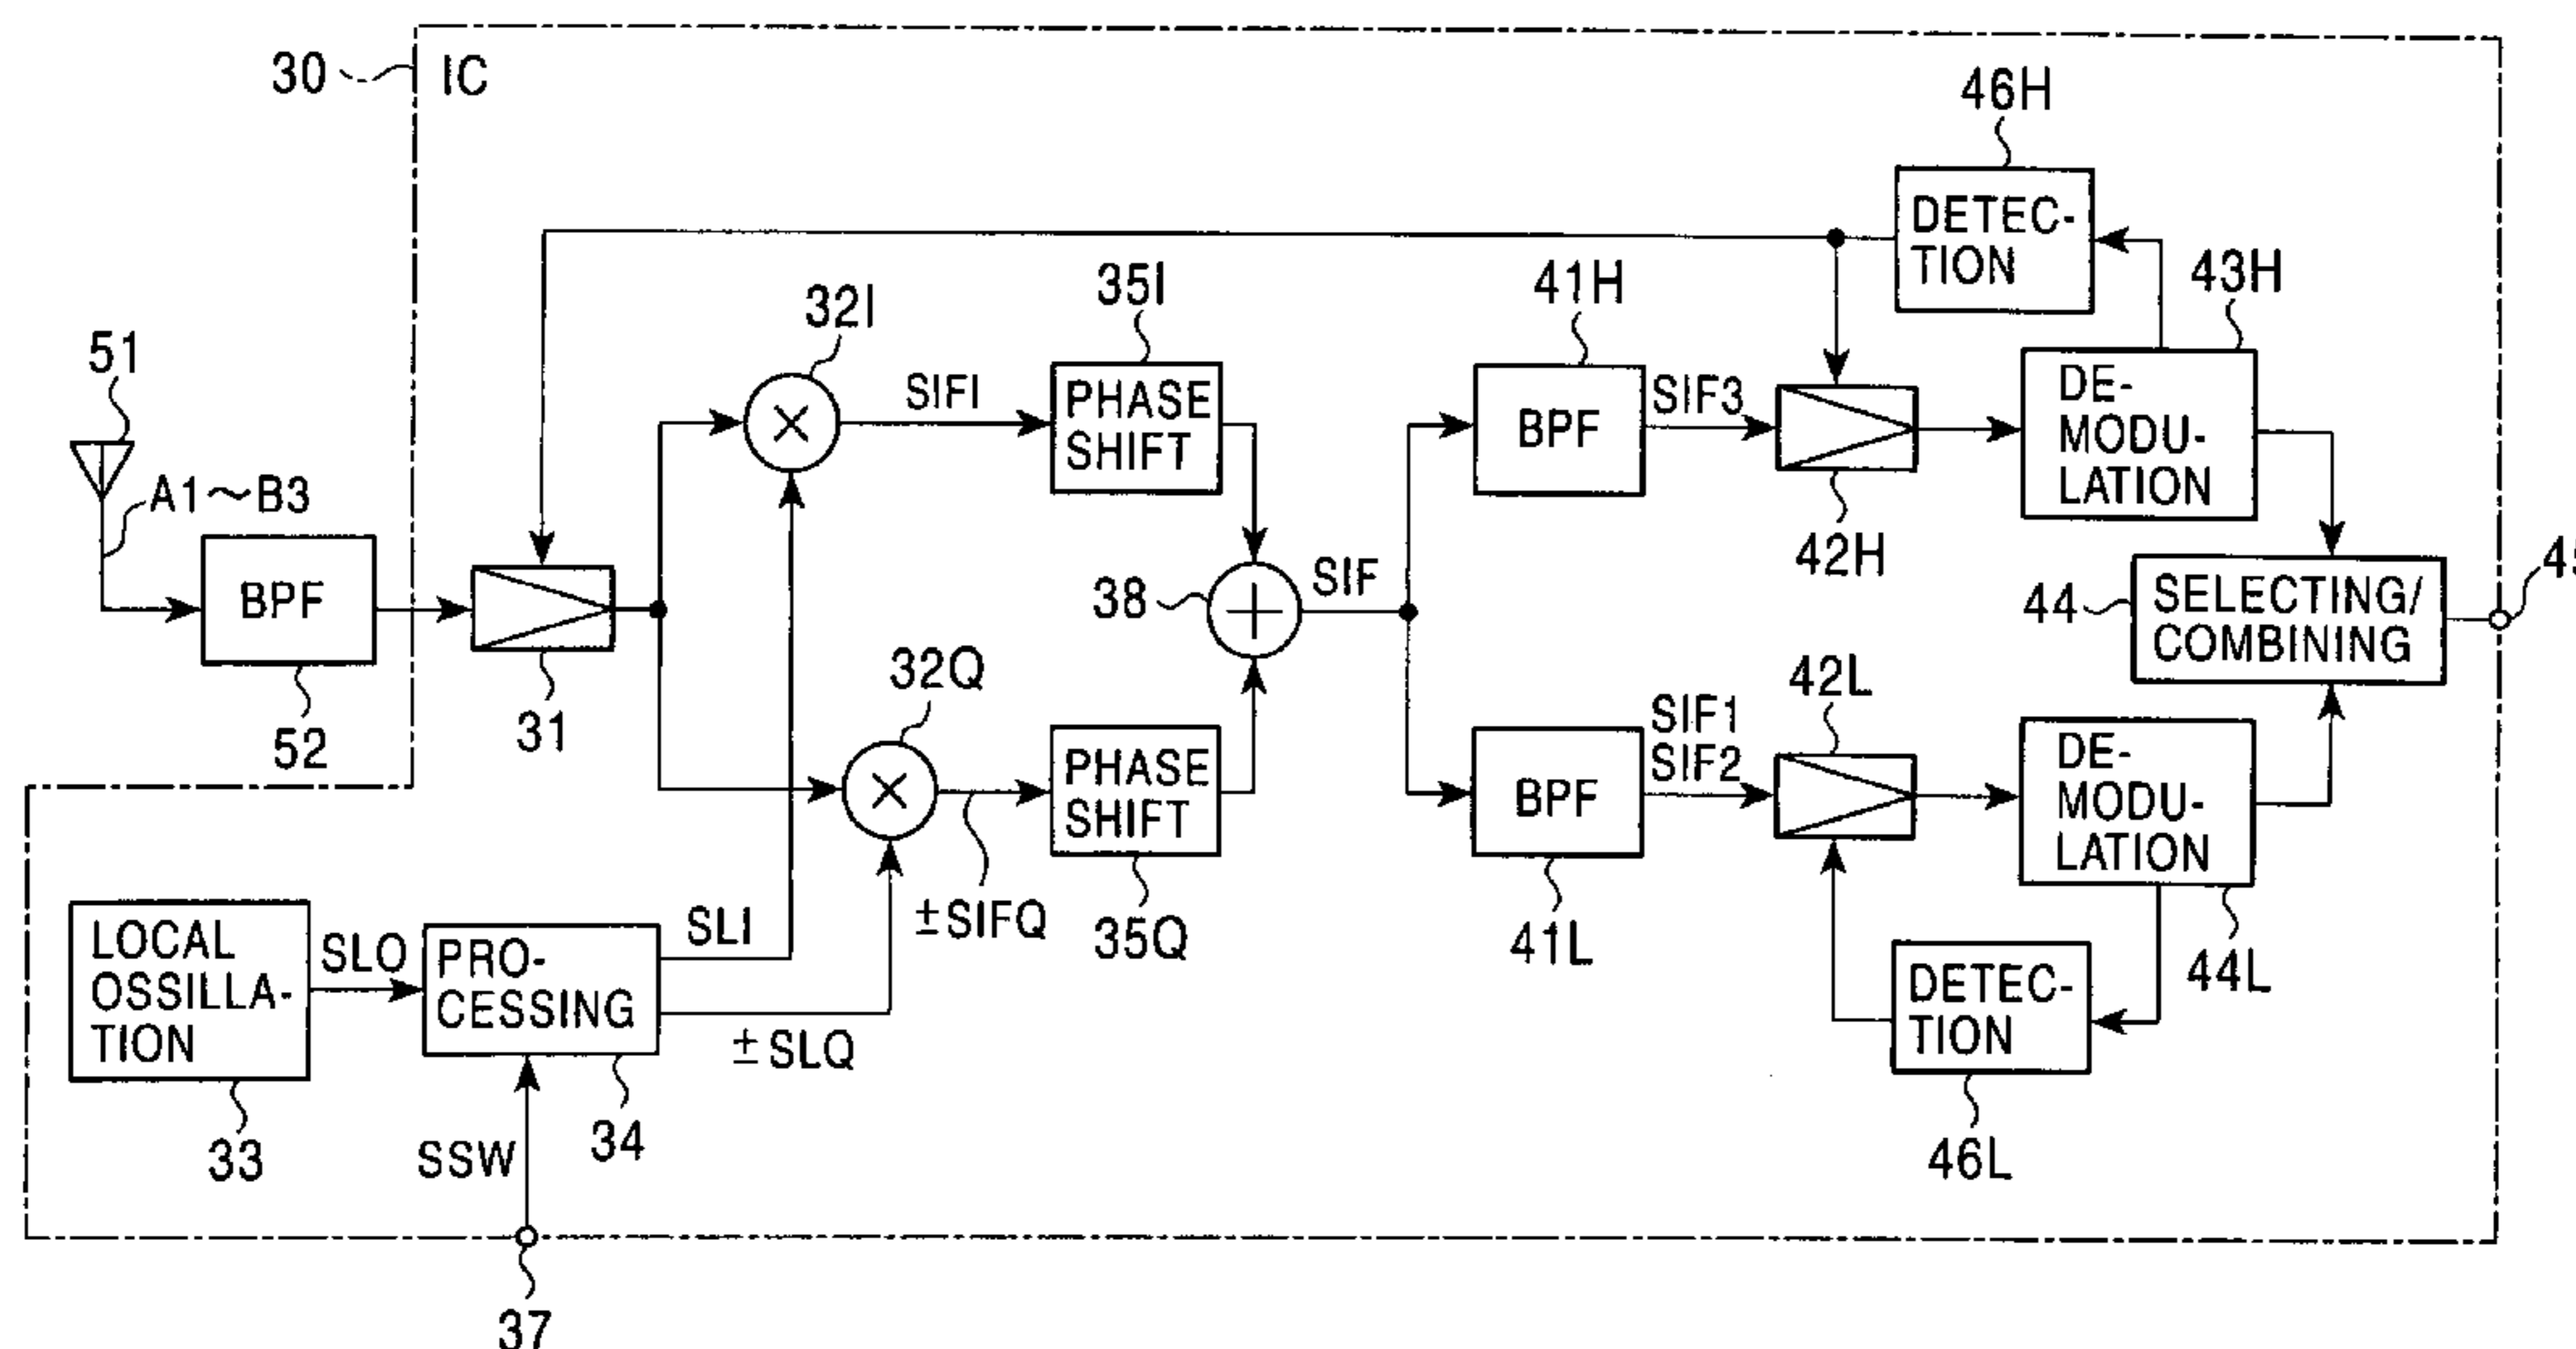 30
IC
46H
DETEC-
TION
43H
41H
35I
32I
51
SIFI
PHASE
SHIFT
BPF
SIF3
DE-
MODU-
LATION
A1~B3
42H
BPF
38
SIF
44
SELECTING/
COMBINING
52
31
32Q
42L
SIF1
SIF2
PHASE
SHIFT
BPF
DE-
MODU-
LATION
±SIFQ
35Q
41L
44L
LOCAL
OSSILLA-
TION
SLO
PRO-
CESSING
SLI
±SLQ
DETEC-
TION
33
34
46L
SSW
37